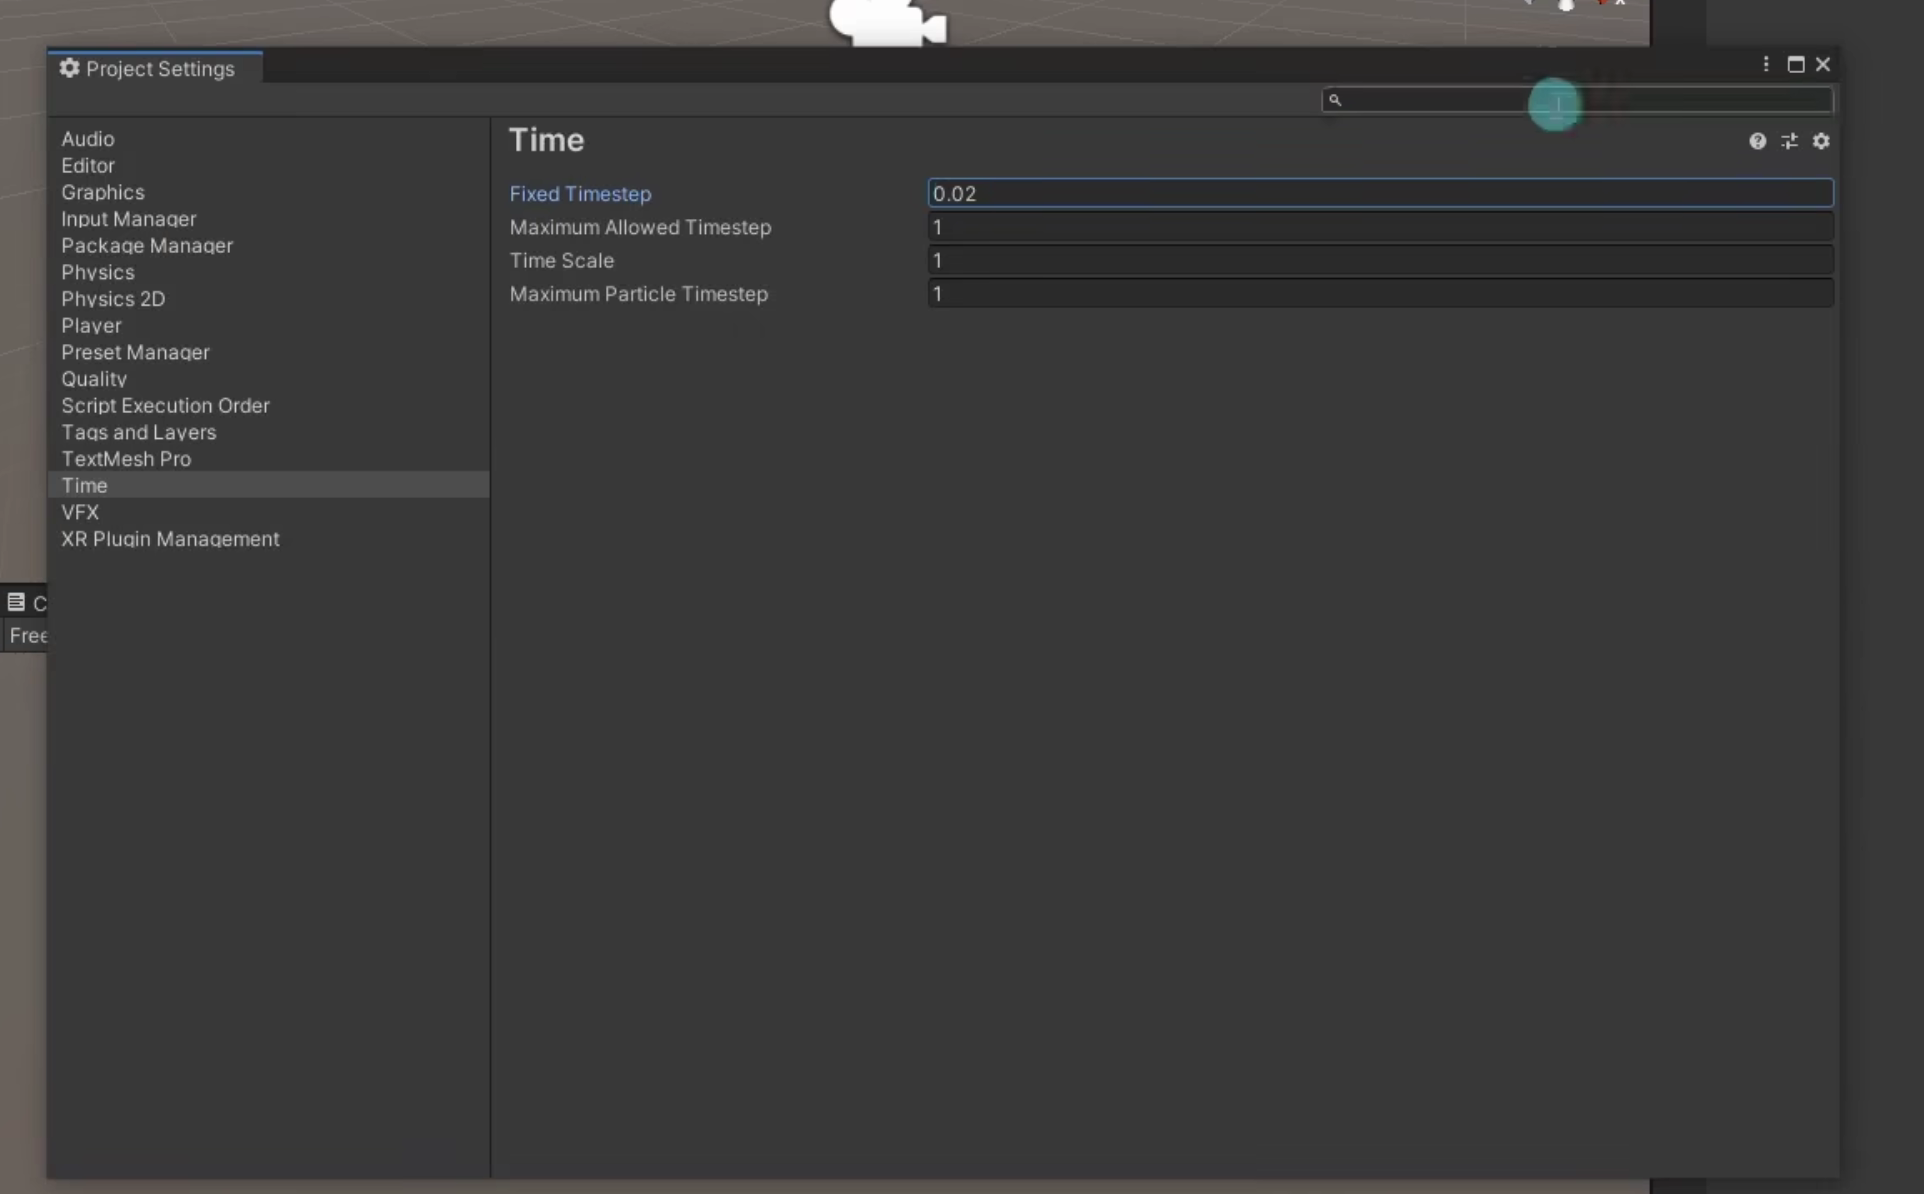 Project Settings
Audio
Editor
Graphics
Input Manager
Package Manager
Physics
Physics 2D
Player
Preset Manager
Quality
Script Execution Order
Tags and Layers
TextMesh Pro
Time
VFX
XR Plugin Management
Time
Fixed Timestep 0.02
Maximum Allowed Timestep 1
Time Scale 1
Maximum Particle Timestep 1
C
Free